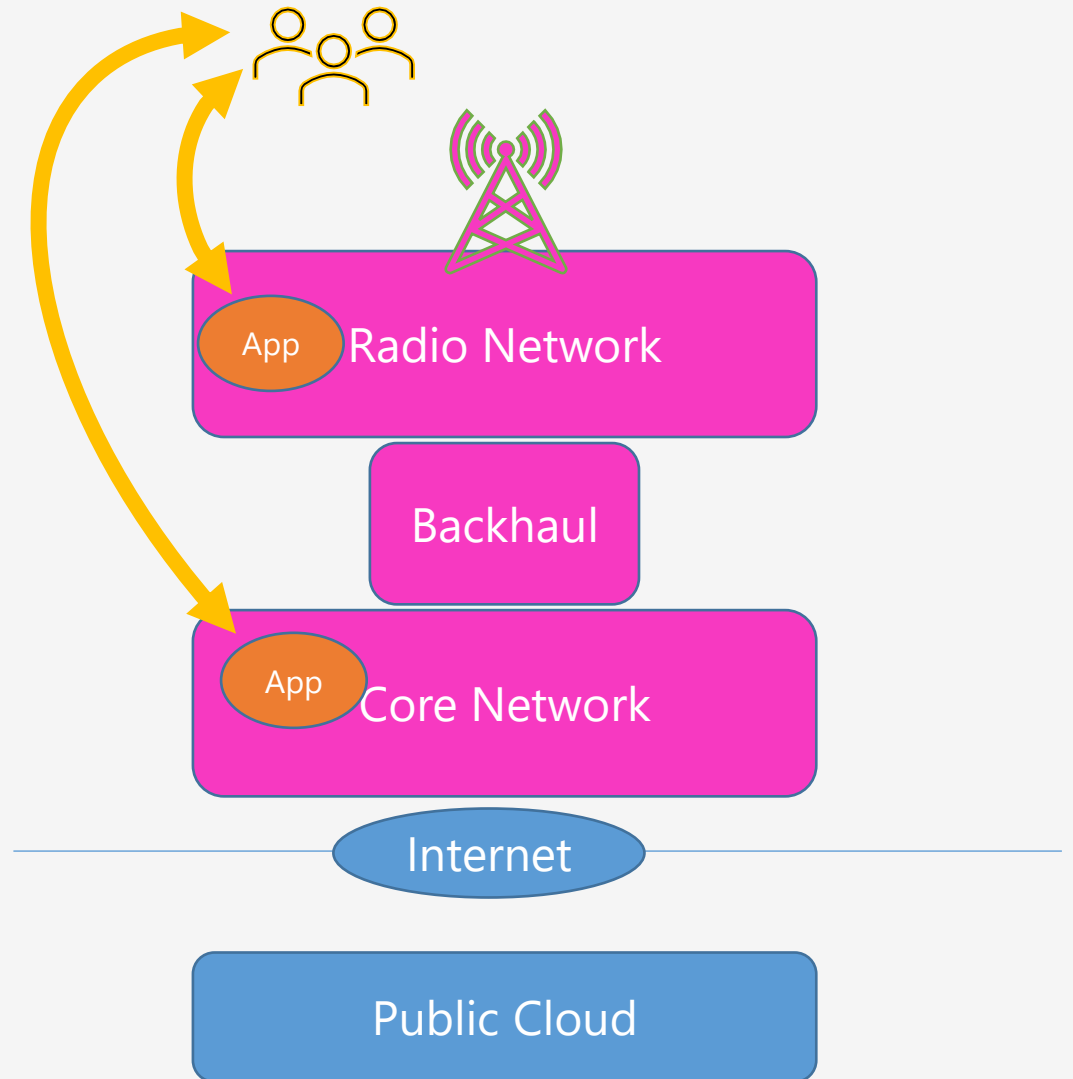 App
Radio Network
Backhaul
App
Core Network
Internet
Public Cloud